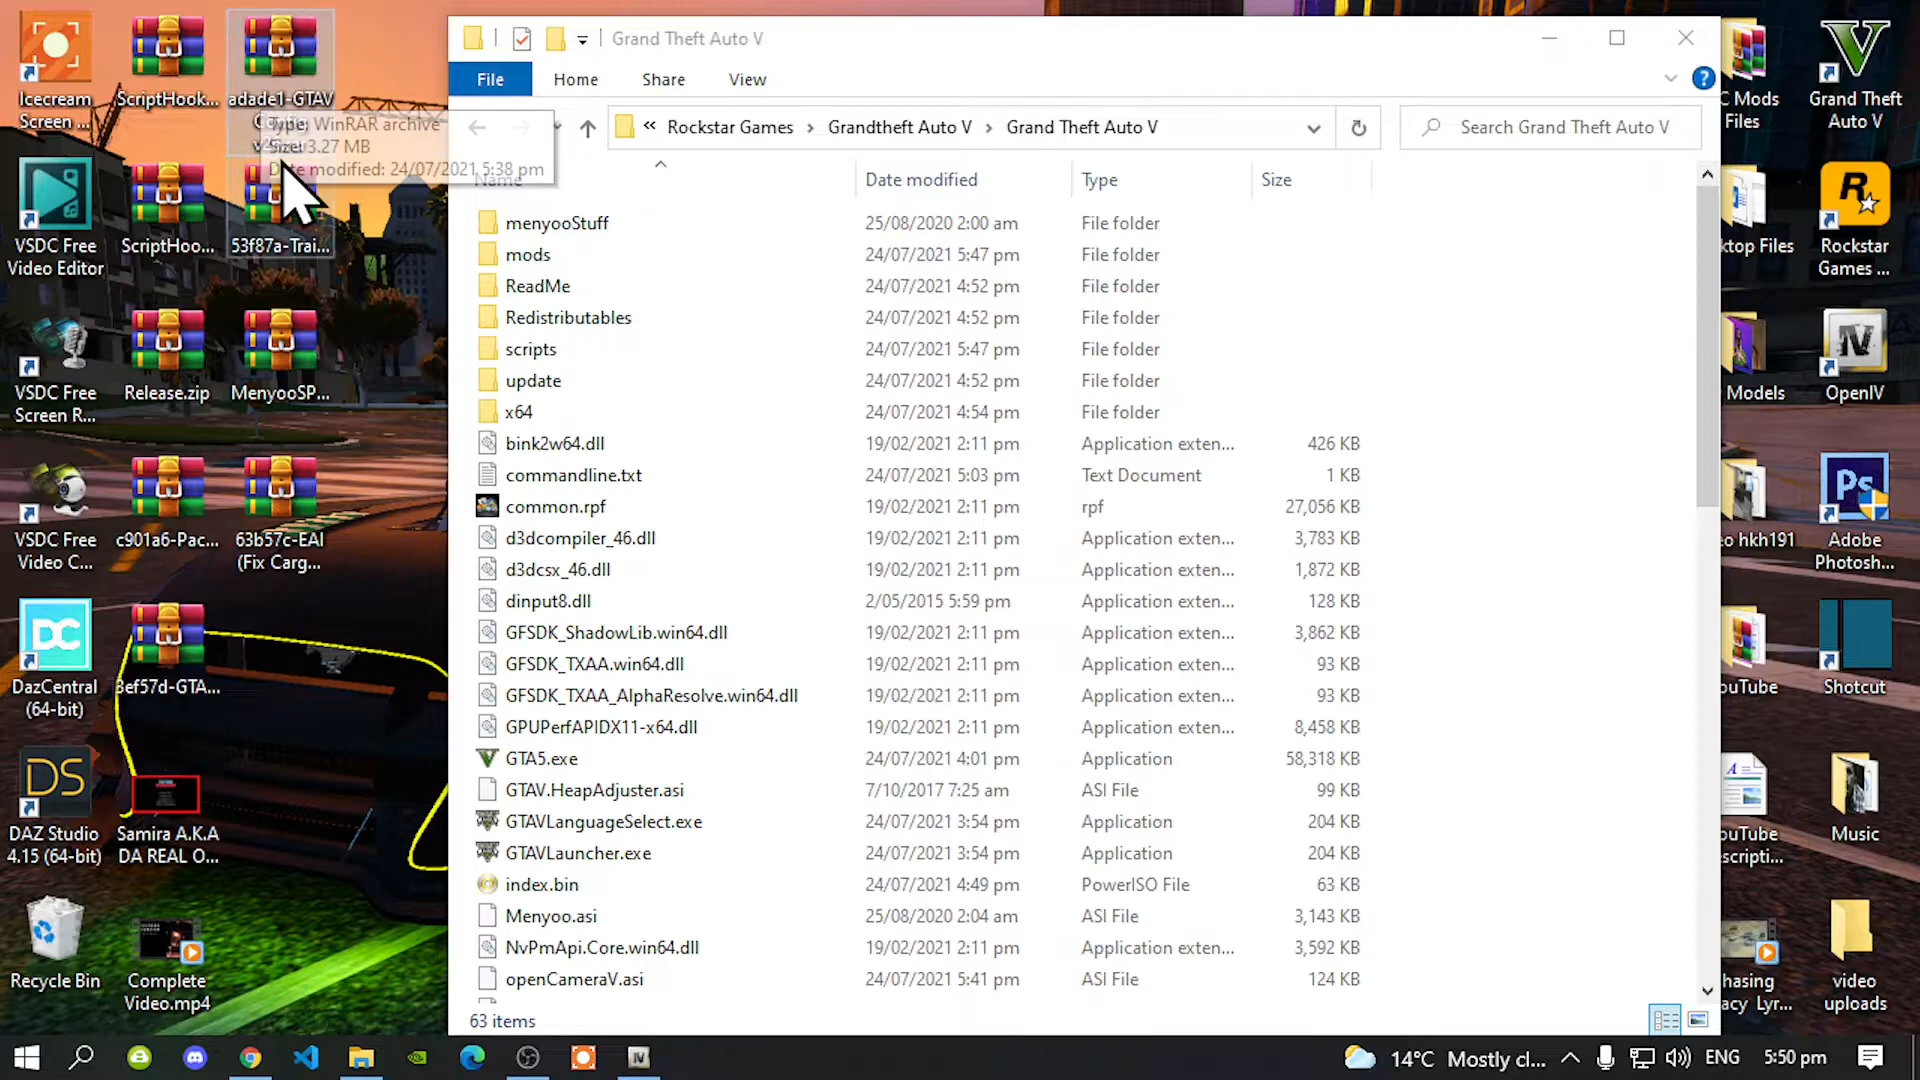 Icecream
Screen ...
VSDC Free
Video Editor
VSDC Free
Screen R...
VSDC Free
Video C...
DazCentral
(64-bit)
DAZ Studio
4.15 (64-bit)
Recycle Bin
ScriptHook...
ScriptHoo...
Release.zip
c901a6-Pac...
3ef57d-GTA...
Samira A.K.A
DA REAL O...
Complete
Video.mp4
adade1-GTAV
53f87a-Trai...
MenyooSP...
63b57c-EAI
(Fix Carg...
Type: WinRAR archive
Size: 3.27 MB
Date modified: 24/07/2021 5:38 pm
Grand Theft Auto V
File Home Share View
« Rockstar Games > Grandtheft Auto V > Grand Theft Auto V
Search Grand Theft Auto V
Name Date modified Type Size
menyooStuff 25/08/2020 2:00 am File folder
mods 24/07/2021 5:47 pm File folder
ReadMe 24/07/2021 4:52 pm File folder
Redistributables 24/07/2021 4:52 pm File folder
scripts 24/07/2021 5:47 pm File folder
update 24/07/2021 4:52 pm File folder
x64 24/07/2021 4:54 pm File folder
bink2w64.dll 19/02/2021 2:11 pm Application exten... 426 KB
commandline.txt 24/07/2021 5:03 pm Text Document 1 KB
common.rpf 19/02/2021 2:11 pm rpf 27,056 KB
d3dcompiler_46.dll 19/02/2021 2:11 pm Application exten... 3,783 KB
d3dcsx_46.dll 19/02/2021 2:11 pm Application exten... 1,872 KB
dinput8.dll 2/05/2015 5:59 pm Application exten... 128 KB
GFSDK_ShadowLib.win64.dll 19/02/2021 2:11 pm Application exten... 3,862 KB
GFSDK_TXAA.win64.dll 19/02/2021 2:11 pm Application exten... 93 KB
GFSDK_TXAA_AlphaResolve.win64.dll 19/02/2021 2:11 pm Application exten... 93 KB
GPUPerfAPIDX11-x64.dll 19/02/2021 2:11 pm Application exten... 8,458 KB
GTA5.exe 24/07/2021 4:01 pm Application 58,318 KB
GTAV.HeapAdjuster.asi 7/10/2017 7:25 am ASI File 99 KB
GTAVLanguageSelect.exe 24/07/2021 3:54 pm Application 204 KB
GTAVLauncher.exe 24/07/2021 3:54 pm Application 204 KB
index.bin 24/07/2021 4:49 pm PowerISO File 63 KB
Menyoo.asi 25/08/2020 2:04 am ASI File 3,143 KB
NvPmApi.Core.win64.dll 19/02/2021 2:11 pm Application exten... 3,592 KB
openCameraV.asi 24/07/2021 5:41 pm ASI File 124 KB
63 items
C Mods
Files
ktop Files
Models
eo hkh191
ouTube
ouTube
scripti...
hasing
acy Lyr...
Grand Theft
Auto V
Rockstar
Games ...
OpenIV
Ps
Adobe
Photosh...
Shotcut
Music
video
uploads
DC
DS
14°C Mostly cl... ENG 5:50 pm